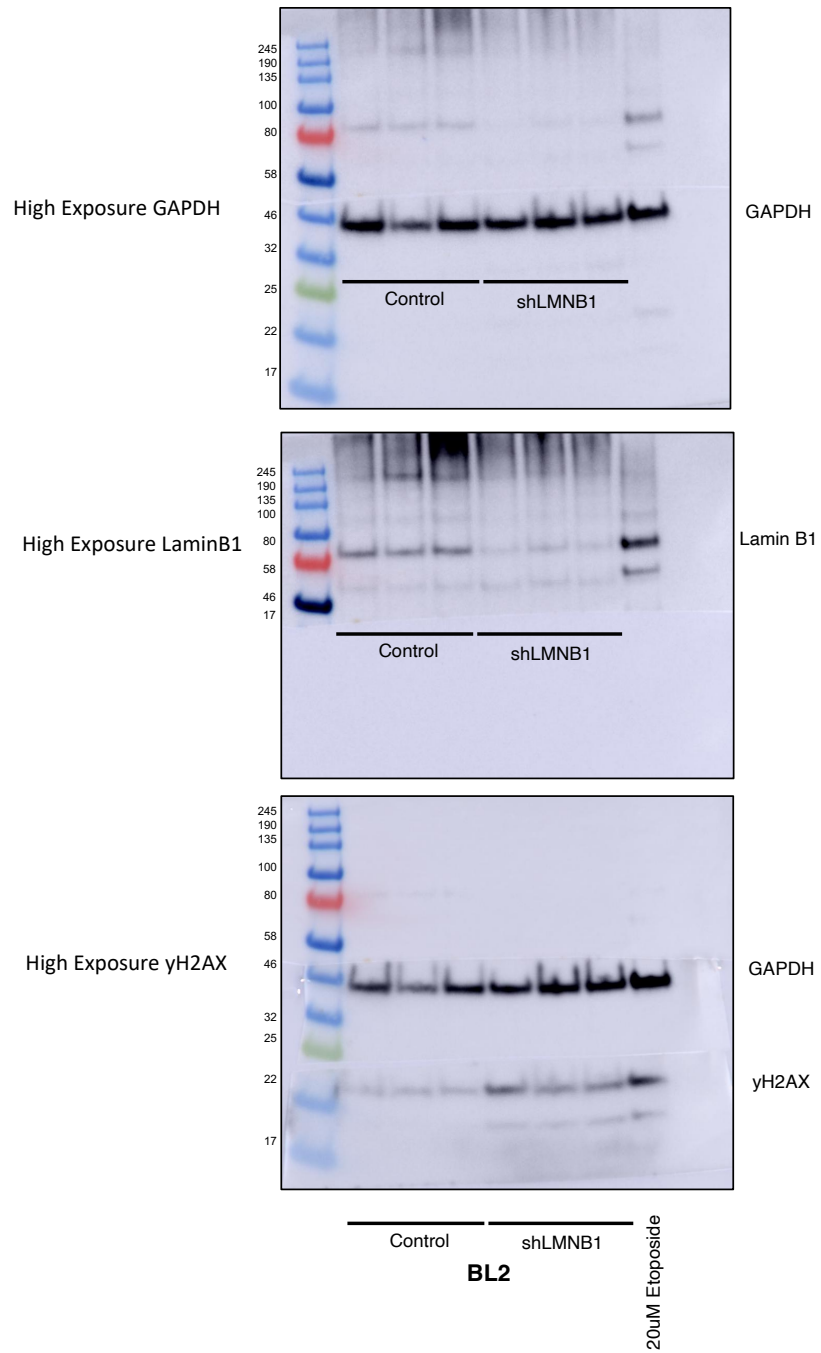 245
190
135
100
80
58
46
32
25
22
17
High Exposure GAPDH
GAPDH
Control
shLMNB1
245
190
135
100
80
58
46
17
High Exposure LaminB1
Lamin B1
Control
shLMNB1
245
190
135
100
80
58
46
32
25
22
17
High Exposure yH2AX
GAPDH
yH2AX
Control
shLMNB1
BL2
20uM Etoposide